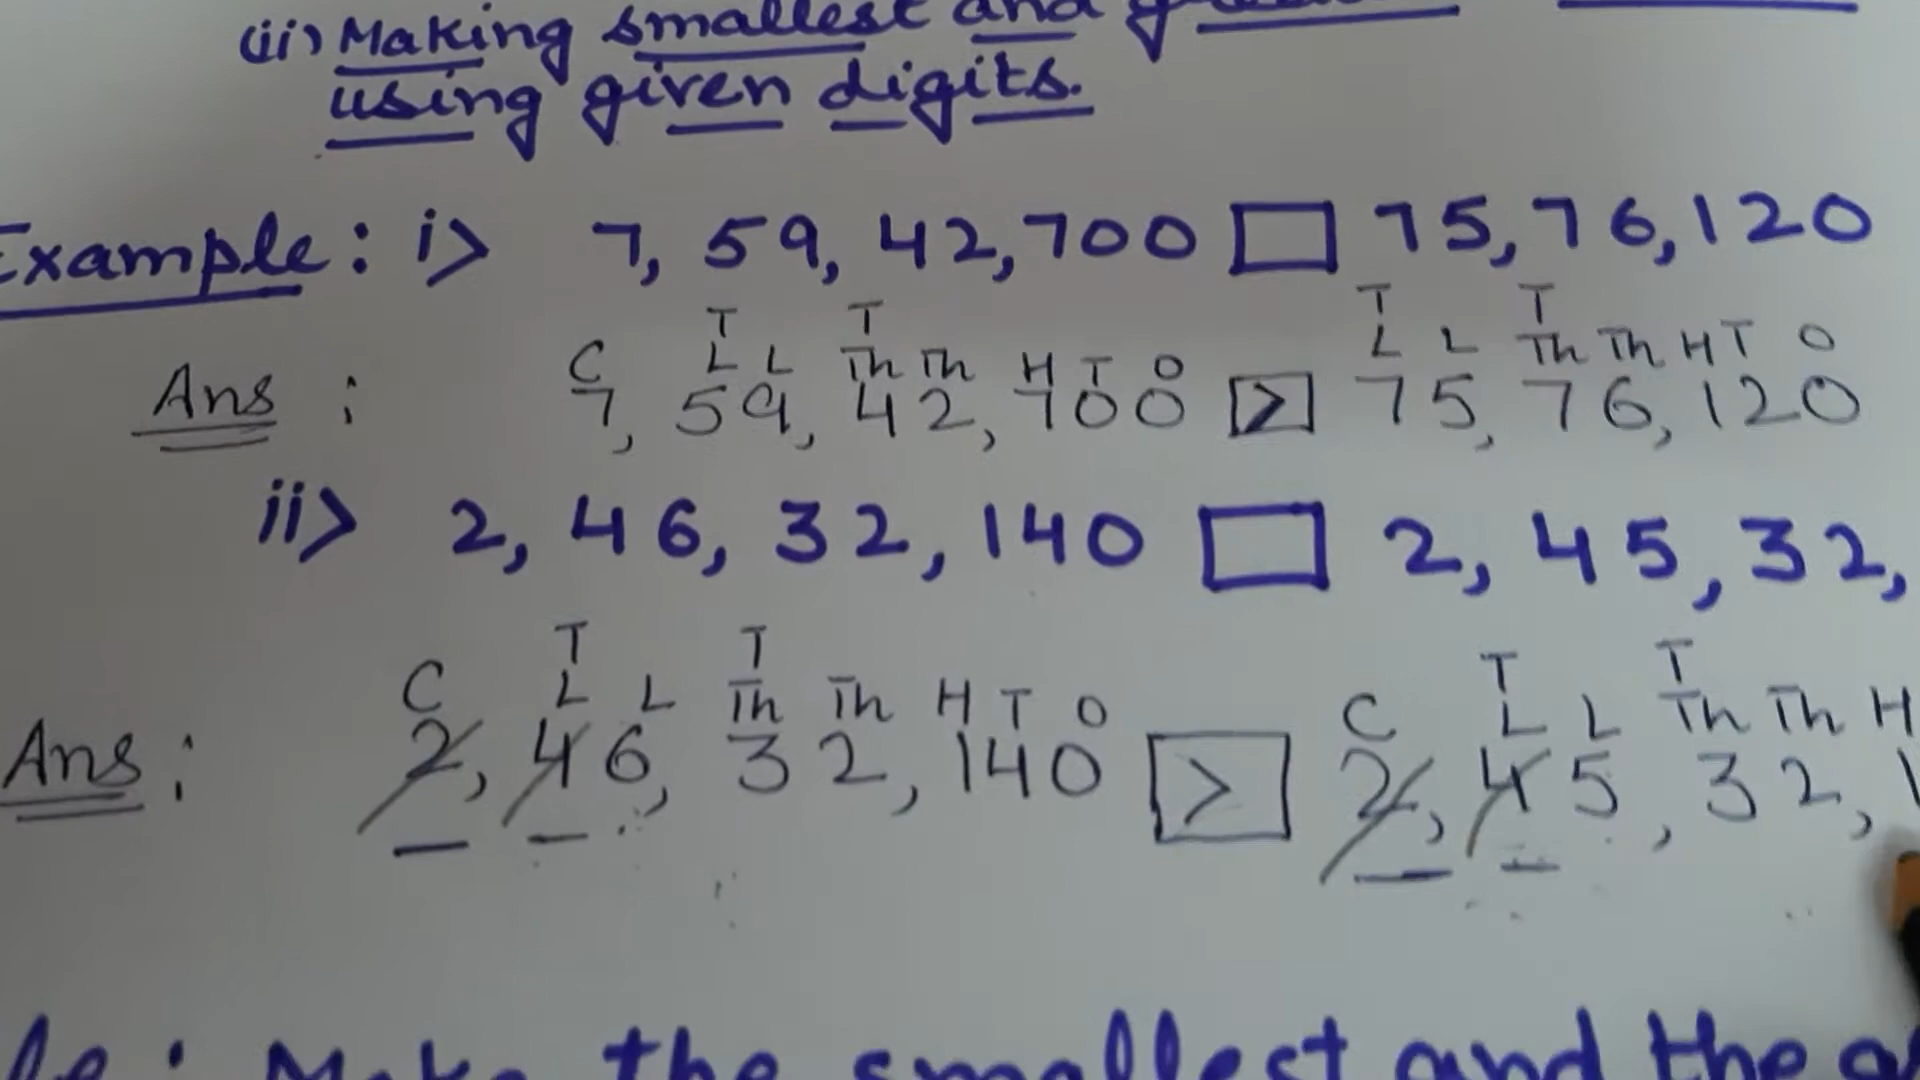 (iii) Making smallest and
using given digits.
Example: i> 7, 59, 42, 700 □ 75, 76, 120
T T T T
C L L Th Th H T O L L Th Th H T O
Ans : 7, 59, 42, 700 > 75, 76, 120
ii> 2, 46, 32, 140 □ 2, 45, 32,
T T T T
C L L Th Th H T O C L L Th Th H
Ans : 2, 46, 32, 140 > 2, 45, 32, 1
: Make the smallest and the